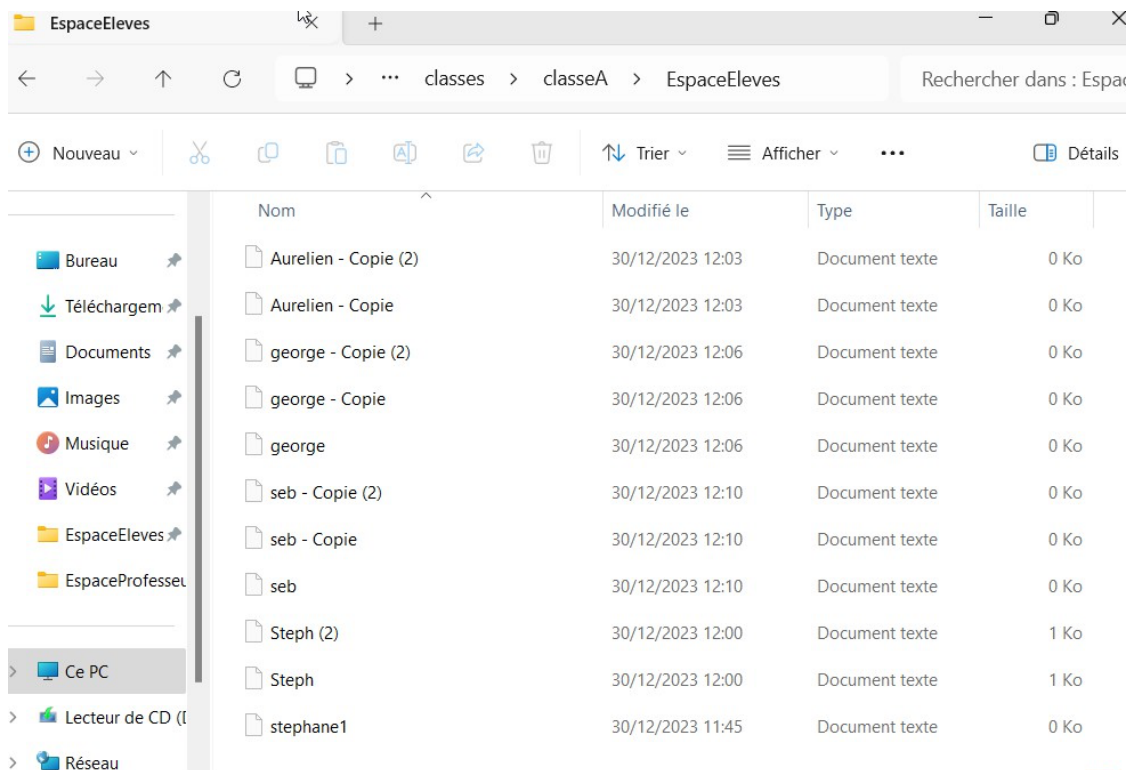 EspaceEleves
classes > classeA > EspaceEleves Rechercher dans : Espac
Nouveau Trier Afficher Détails
Nom Modifié le Type Taille
Bureau
Téléchargem
Documents
Images
Musique
Vidéos
EspaceEleves
EspaceProfesseu
Ce PC
Lecteur de CD (D
Réseau
Aurelien - Copie (2) 30/12/2023 12:03 Document texte 0 Ko
Aurelien - Copie 30/12/2023 12:03 Document texte 0 Ko
george - Copie (2) 30/12/2023 12:06 Document texte 0 Ko
george - Copie 30/12/2023 12:06 Document texte 0 Ko
george 30/12/2023 12:06 Document texte 0 Ko
seb - Copie (2) 30/12/2023 12:10 Document texte 0 Ko
seb - Copie 30/12/2023 12:10 Document texte 0 Ko
seb 30/12/2023 12:10 Document texte 0 Ko
Steph (2) 30/12/2023 12:00 Document texte 1 Ko
Steph 30/12/2023 12:00 Document texte 1 Ko
stephane1 30/12/2023 11:45 Document texte 0 Ko